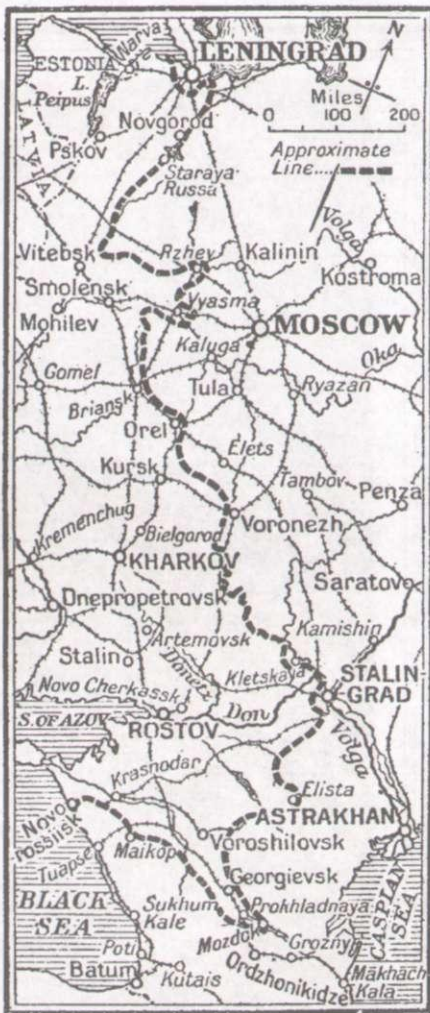 Narva
ESTONIA
LENINGRAD
N
L.
Peipus
Miles
0 100 200
LATVIA
Pskov
Novgorod
Staraya
Russa
Approximate
Line....
Volga
Vitebsk
Rzhev
Kalinin
Kostroma
Smolensk
Vyasma
Mohilev
MOSCOW
Kaluga
Oka
Gomel
Briansk
Tula
Ryazan
Orel
Elets
Kursk
Tambov
Penza
Kremenchug
Bielgorod
Voronezh
KHARKOV
Saratov
Dnepropetrovsk
Kamishin
Artemovsk
Stalin
Donetz
Kletskaja
STALIN-
GRAD
Novo Cherkassk
Don
Volga
S. OF AZOV
ROSTOV
Krasnodar
Elista
Novo
rossiisk
ASTRAKHAN
Voroshilovsk
Maikop
Tuapse
Georgievsk
BLACK
SEA
Sukhum
Kale
Prokhladnaya
CASPIAN
SEA
Mozdok
Grozny
Poti
Ordzhonikidze
Batum
Kutais
Makhach
Kala